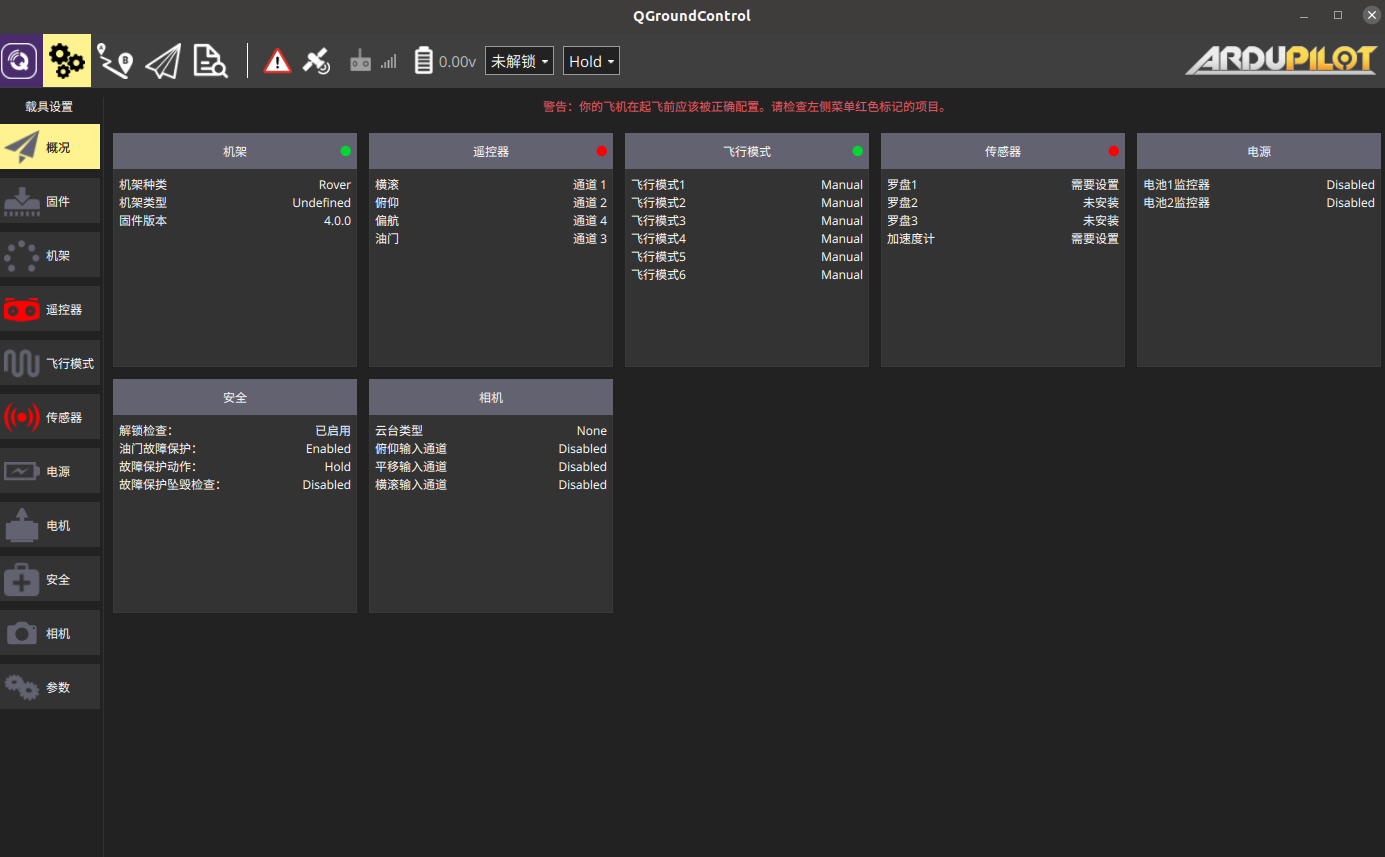 QGroundControl
0.00v
未解锁
Hold
ARDUPILOT
载具设置
警告：你的飞机在起飞前应该被正确配置。请检查左侧菜单红色标记的项目。
概况
固件
机架
遥控器
飞行模式
传感器
电源
电机
安全
相机
参数
机架
机架种类 Rover
机架类型 Undefined
固件版本 4.0.0
遥控器
横滚 通道 1
俯仰 通道 2
偏航 通道 4
油门 通道 3
飞行模式
飞行模式1 Manual
飞行模式2 Manual
飞行模式3 Manual
飞行模式4 Manual
飞行模式5 Manual
飞行模式6 Manual
传感器
罗盘1 需要设置
罗盘2 未安装
罗盘3 未安装
加速度计 需要设置
电源
电池1监控器 Disabled
电池2监控器 Disabled
安全
解锁检查： 已启用
油门故障保护： Enabled
故障保护动作： Hold
故障保护坠毁检查： Disabled
相机
云台类型 None
俯仰输入通道 Disabled
平移输入通道 Disabled
横滚输入通道 Disabled